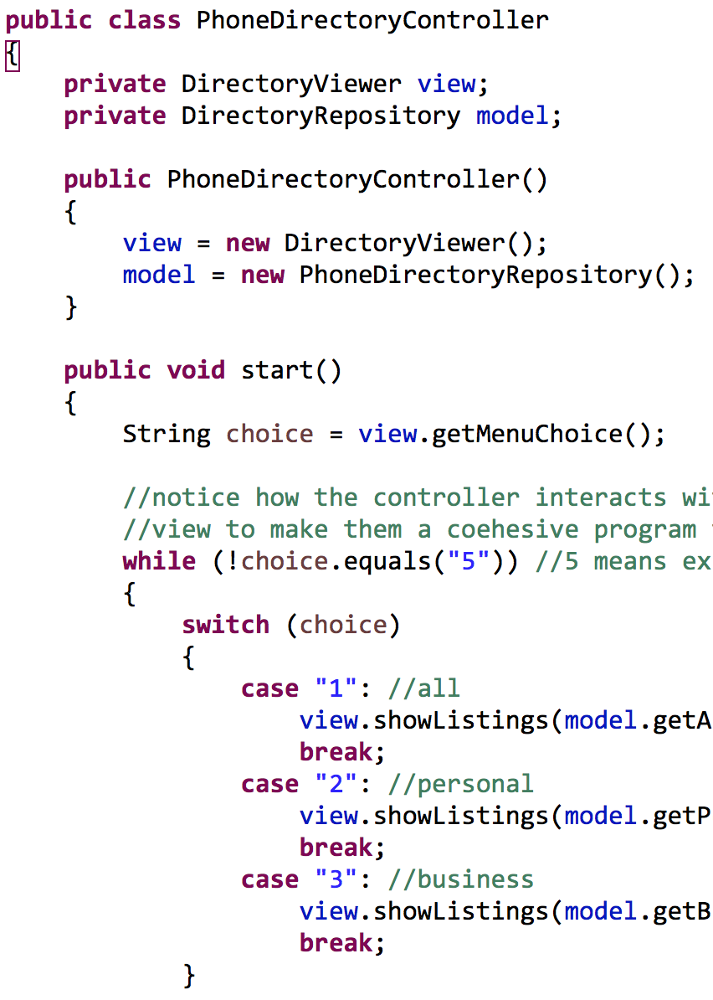 public class PhoneDirectoryController
{
    private DirectoryViewer view;
    private DirectoryRepository model;

    public PhoneDirectoryController()
    {
        view = new DirectoryViewer();
        model = new PhoneDirectoryRepository();
    }

    public void start()
    {
        String choice = view.getMenuChoice();

        //notice how the controller interacts wi
        //view to make them a coehesive program
        while (!choice.equals("5")) //5 means ex
        {
            switch (choice)
            {
                case "1": //all
                    view.showListings(model.getA
                    break;
                case "2": //personal
                    view.showListings(model.getP
                    break;
                case "3": //business
                    view.showListings(model.getB
                    break;
            }